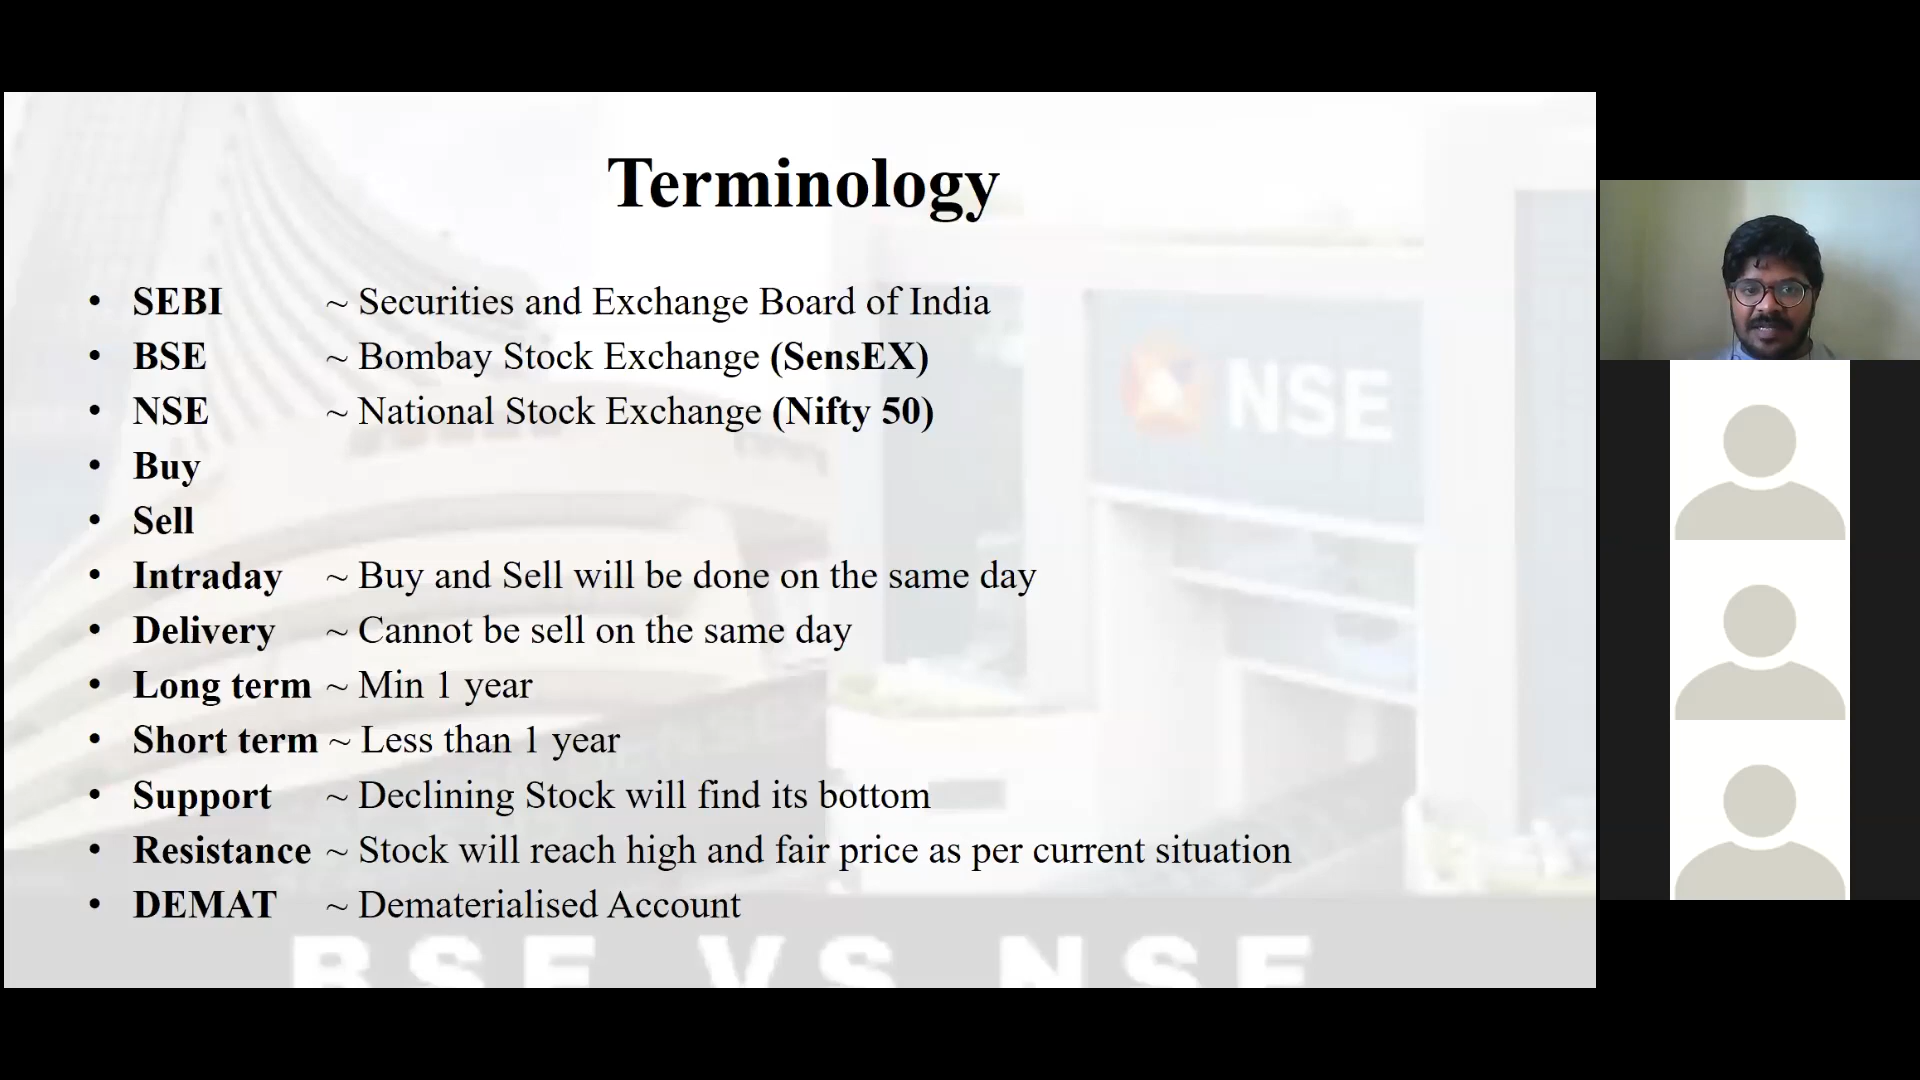 Terminology
• SEBI ~ Securities and Exchange Board of India
• BSE ~ Bombay Stock Exchange (SensEX)
• NSE ~ National Stock Exchange (Nifty 50)
• Buy
• Sell
• Intraday ~ Buy and Sell will be done on the same day
• Delivery ~ Cannot be sell on the same day
• Long term ~ Min 1 year
• Short term ~ Less than 1 year
• Support ~ Declining Stock will find its bottom
• Resistance ~ Stock will reach high and fair price as per current situation
• DEMAT ~ Dematerialised Account
NSE
BSE VS NSE